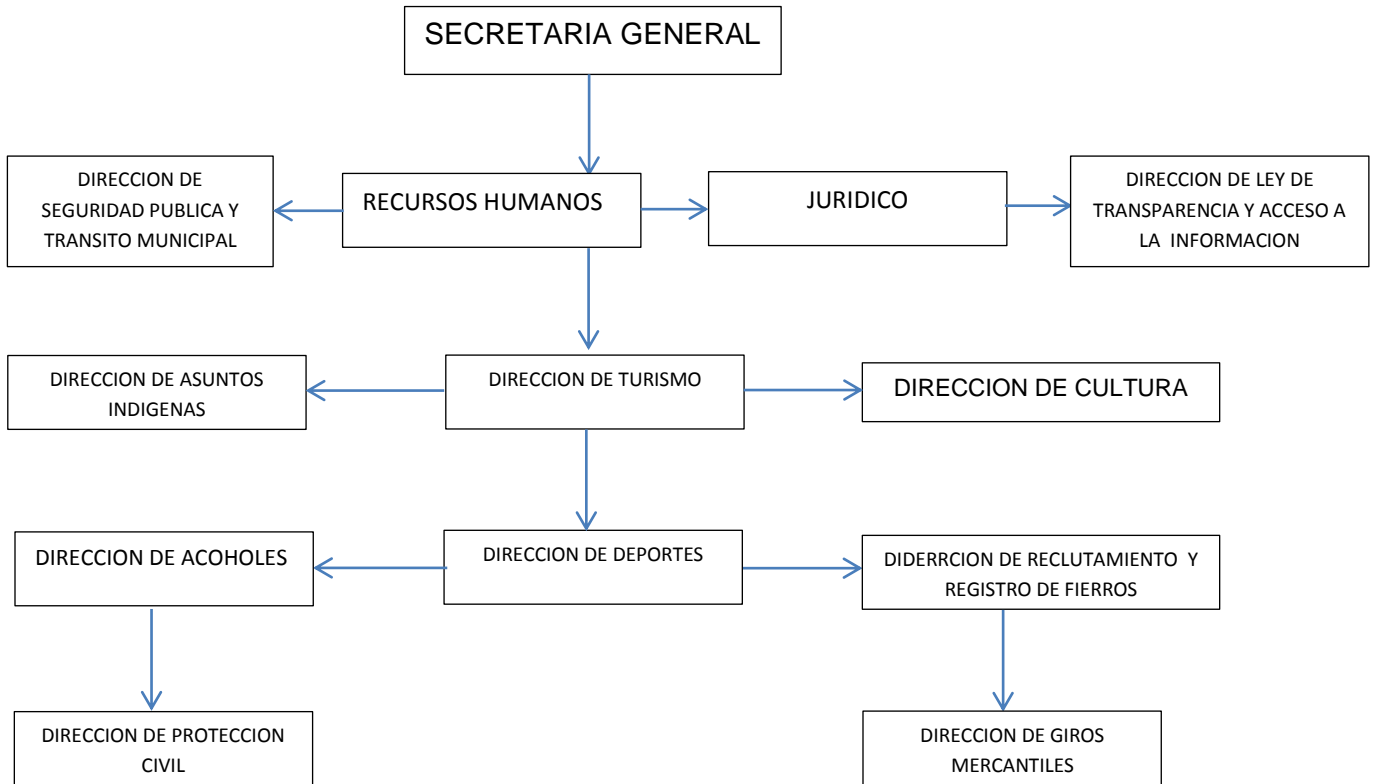 SECRETARIA GENERAL
DIRECCION DE
SEGURIDAD PUBLICA Y
TRANSITO MUNICIPAL
RECURSOS HUMANOS
JURIDICO
DIRECCION DE LEY DE
TRANSPARENCIA Y ACCESO A
LA INFORMACION
DIRECCION DE ASUNTOS
INDIGENAS
DIRECCION DE TURISMO
DIRECCION DE CULTURA
DIRECCION DE ACOHOLES
DIRECCION DE DEPORTES
DIDERRCION DE RECLUTAMIENTO Y
REGISTRO DE FIERROS
DIRECCION DE PROTECCION
CIVIL
DIRECCION DE GIROS
MERCANTILES